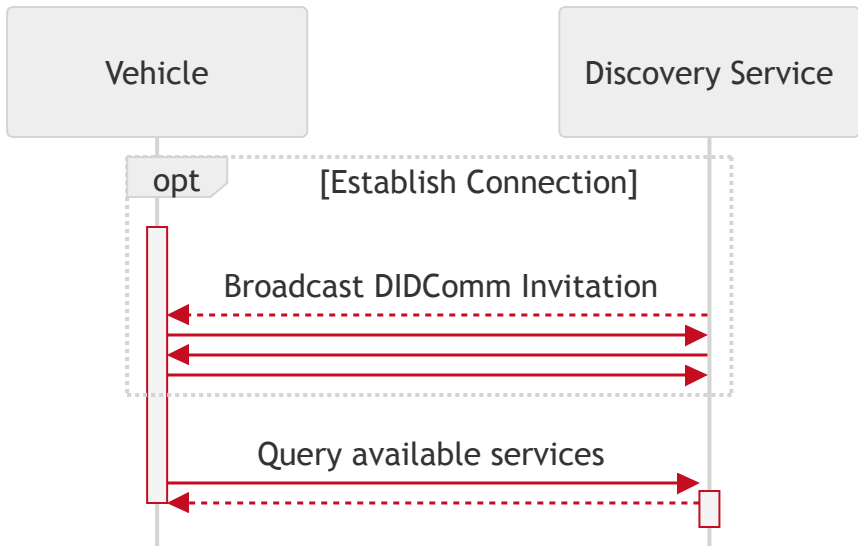 Vehicle
Discovery Service
opt
[Establish Connection]
Broadcast DIDComm Invitation
Query available services